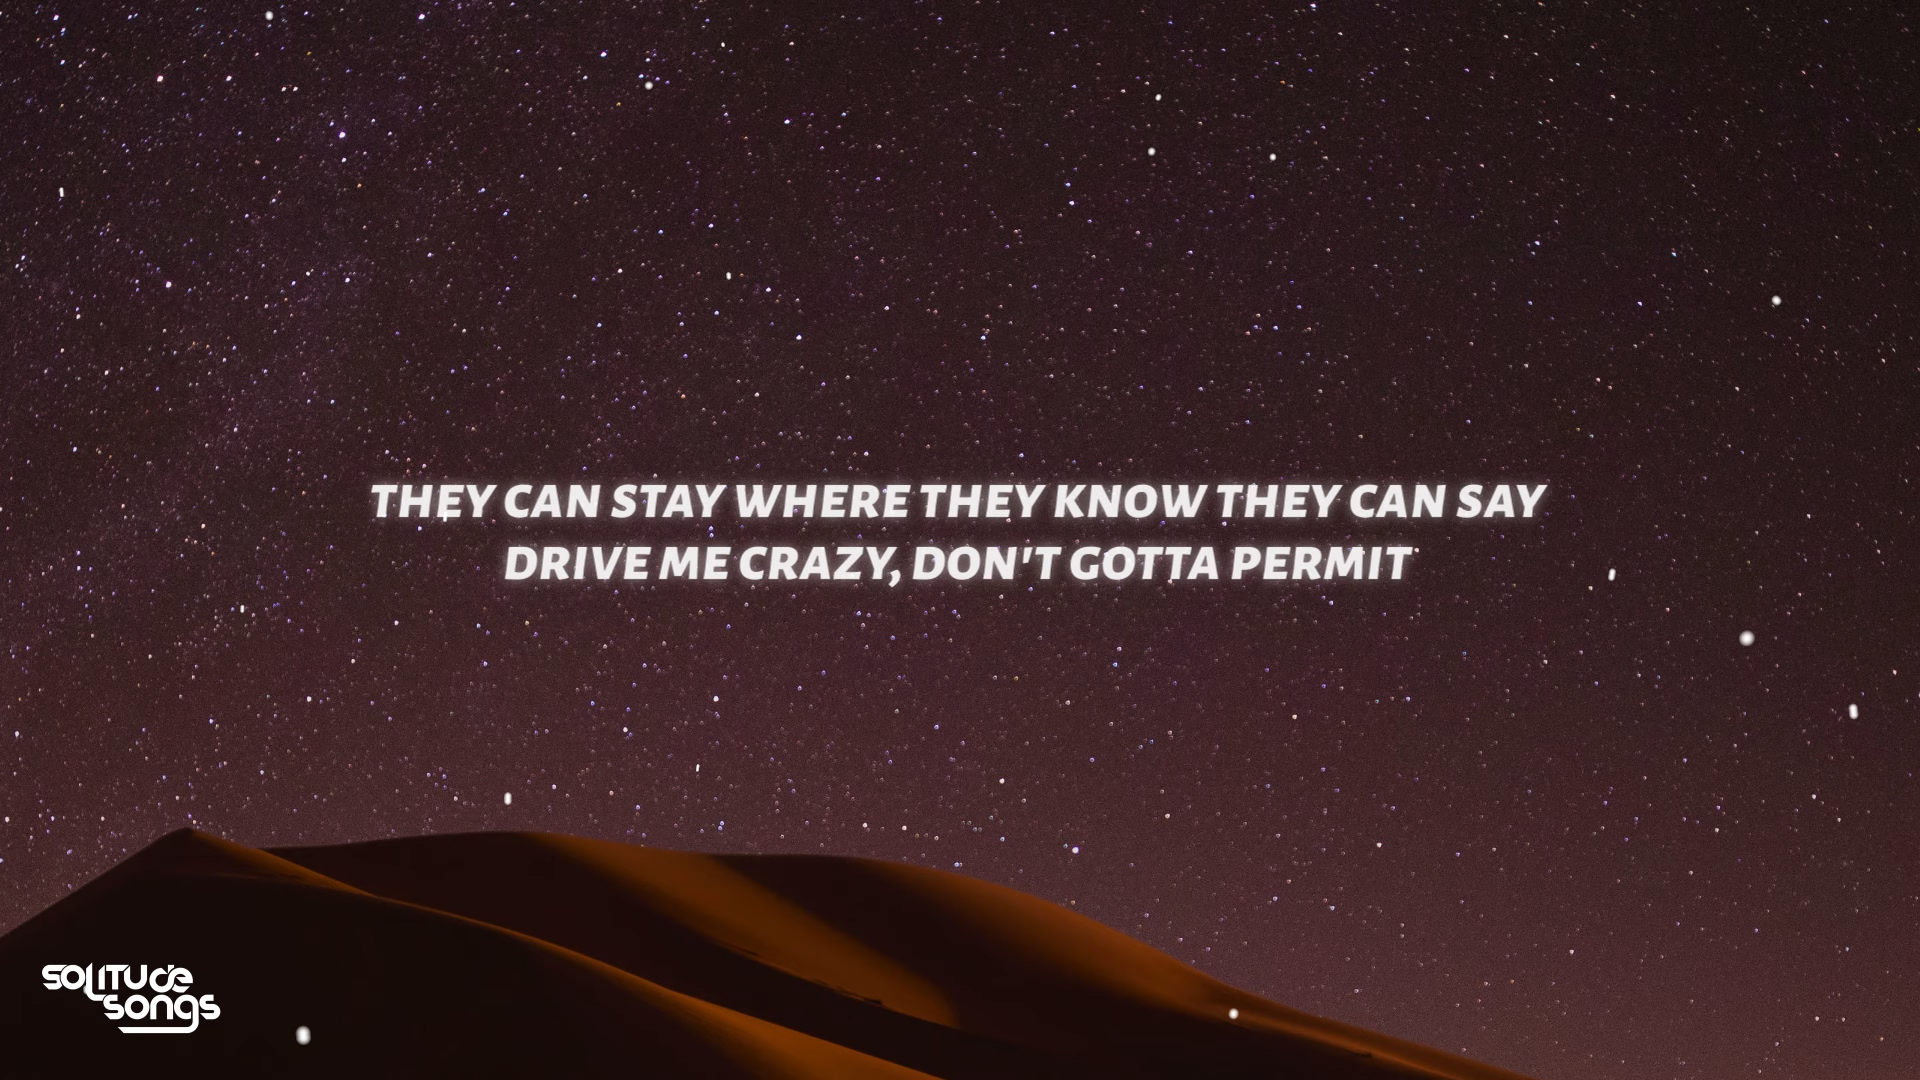 THEY CAN STAY WHERE THEY KNOW THEY CAN SAY
DRIVE ME CRAZY, DON'T GOTTA PERMIT
SOLITUDE
SONGS